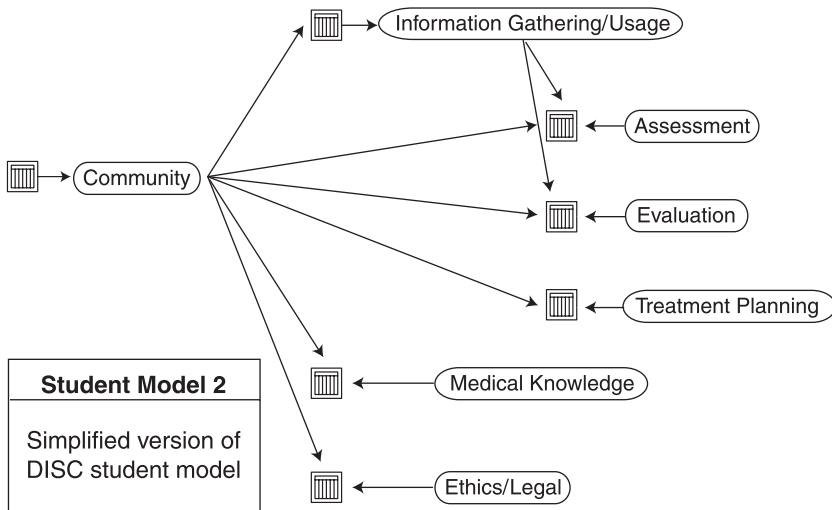 Information Gathering/Usage
Assessment
Community
Evaluation
Treatment Planning
Student Model 2
Medical Knowledge
Simplified version of
DISC student model
Ethics/Legal